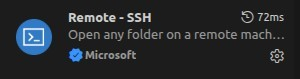 Remote - SSH 72ms
Open any folder on a remote mach...
Microsoft